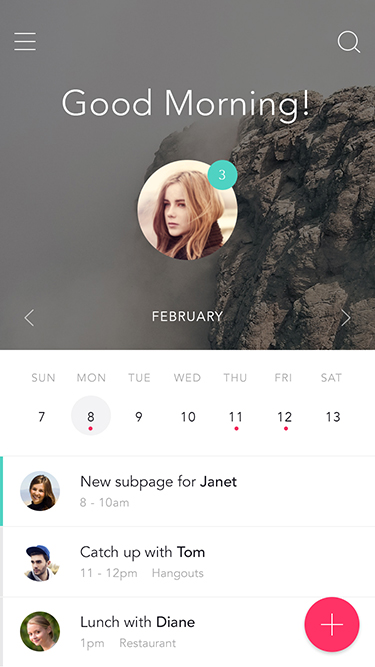 Good Morning!
3
FEBRUARY
SUN MON TUE WED THU FRI SAT
7 8 9 10 11 12 13
New subpage for Janet
8 - 10am
Catch up with Tom
11 - 12pm Hangouts
Lunch with Diane
1pm Restaurant